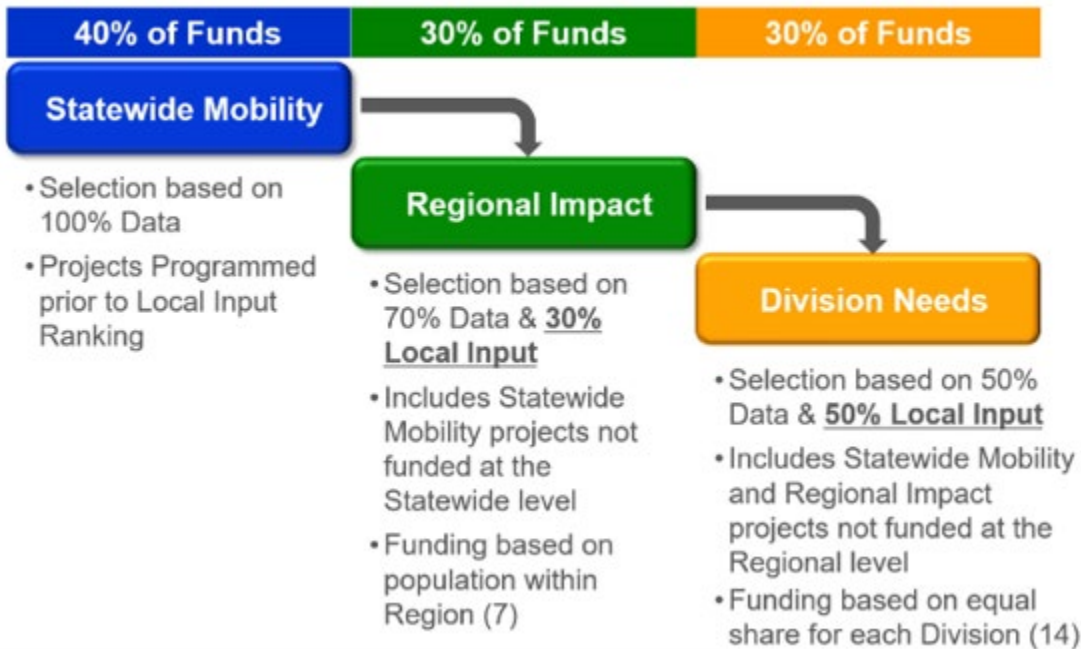 40% of Funds
30% of Funds
30% of Funds
Statewide Mobility
• Selection based on
100% Data
• Projects Programmed
prior to Local Input
Ranking
Regional Impact
• Selection based on
70% Data & 30%
Local Input
• Includes Statewide
Mobility projects not
funded at the
Statewide level
• Funding based on
population within
Region (7)
Division Needs
• Selection based on 50%
Data & 50% Local Input
• Includes Statewide Mobility
and Regional Impact
projects not funded at the
Regional level
• Funding based on equal
share for each Division (14)